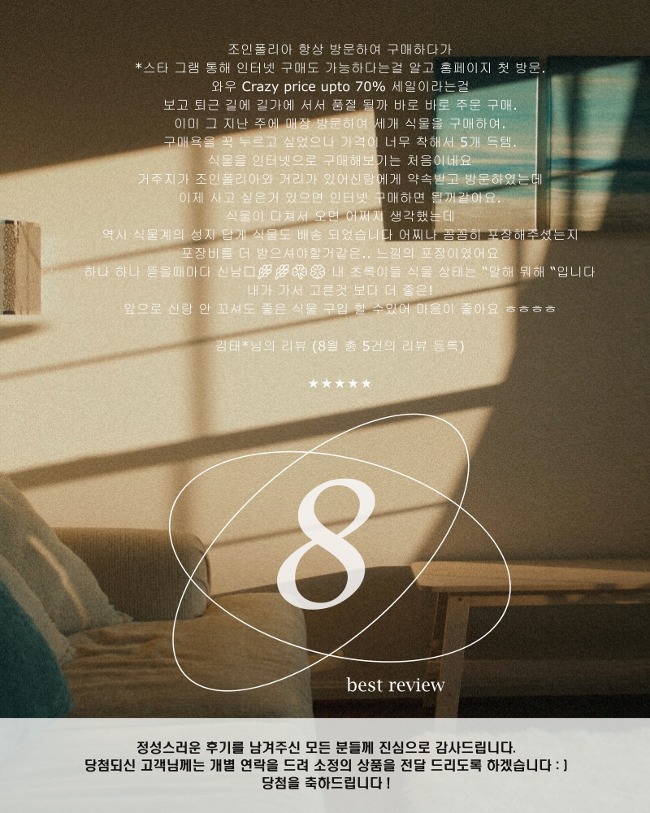 조인폴리아 항상 방문하여 구매하다가
*스타 그램 통해 인터넷 구매도 가능하다는걸 알고 홈페이지 첫 방문.
와우 Crazy price upto 70% 세일이라는걸
보고 퇴근 길에 길가에 서서 품절 될까 바로 바로 주문 구매.
이미 그 지난 주에 매장 방문하여 세개 식물을 구매하여.
구매욕을 꾹 누르고 싶었으나 가격이 너무 착해서 5개 득템.
식물을 인터넷으로 구매해보기는 처음이네요
거주지가 조인폴리아와 거리가 있어신랑에게 약속받고 방문하였는데
이제 사고 싶은거 있으면 인터넷 구매하면 될꺼같아요.
식물이 다쳐서 오면 어쩌지 생각했는데
역시 식물계의 성지 답게 식물도 배송 되었습니다 어찌나 꼼꼼히 포장해주셨는지
포장비를 더 받으셔야할거같은.. 느낌의 포장이였어요
하나 하나 뜯을때마다 신남 내 초록이들 식물 상태는 “말해 뭐해 “입니다
내가 가서 고른것 보다 더 좋은!
앞으로 신랑 안 꼬셔도 좋은 식물 구입 할 수있어 마음이 좋아요 ㅎㅎㅎㅎ
김태*님의 리뷰 (8월 총 5건의 리뷰 등록)
★★★★★
8
best review
정성스러운 후기를 남겨주신 모든 분들께 진심으로 감사드립니다.
당첨되신 고객님께는 개별 연락을 드려 소정의 상품을 전달 드리도록 하겠습니다 : )
당첨을 축하드립니다 !